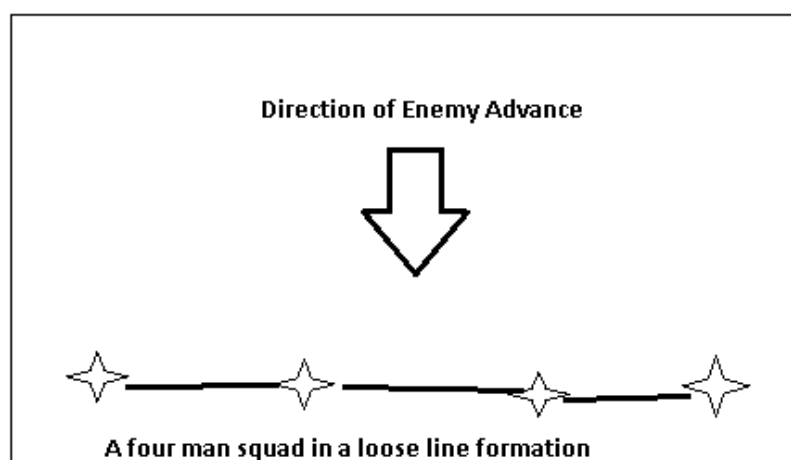 Direction of Enemy Advance
A four man squad in a loose line formation